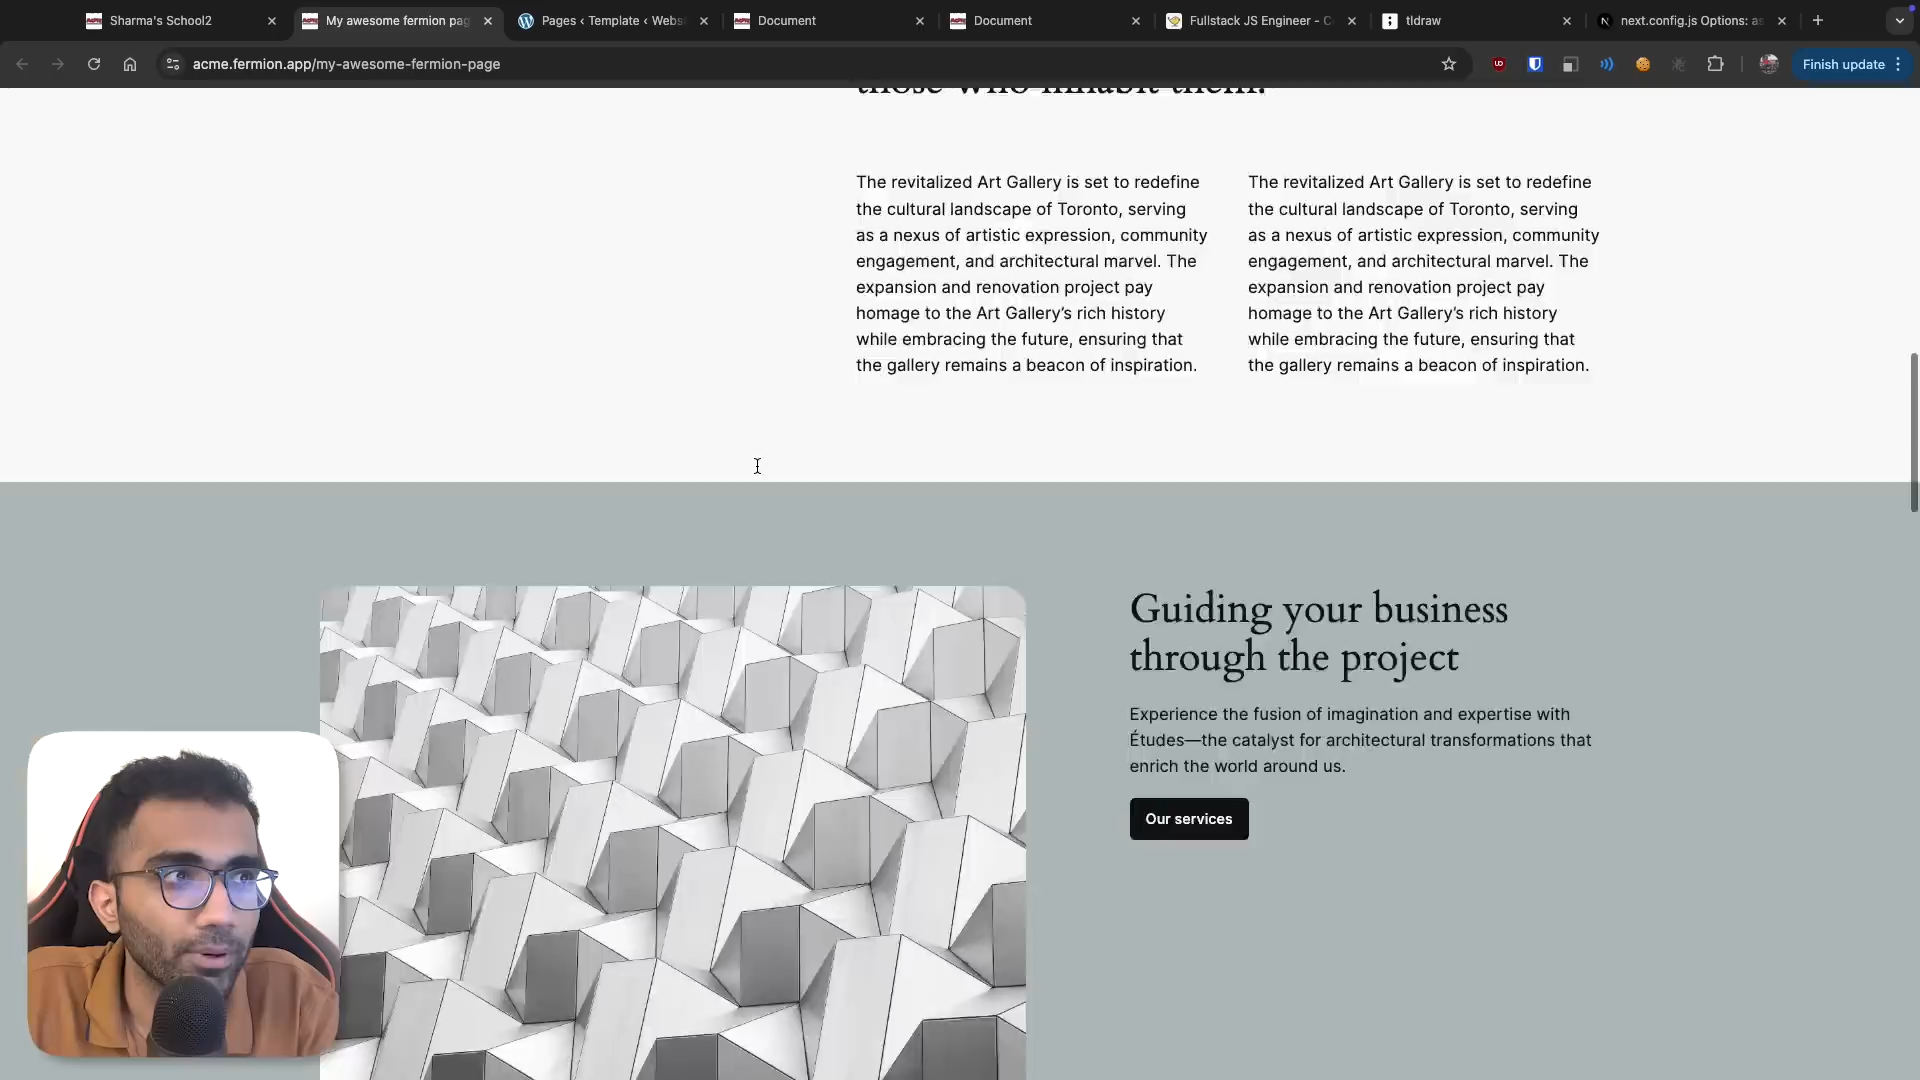 Sharma's School2
My awesome fermion pag
Pages ‹ Template ‹ Webs
Document
Document
Fullstack JS Engineer - C
tldraw
next.config.js Options: as
acme.fermion.app/my-awesome-fermion-page
Finish update
those who inhabit them.
The revitalized Art Gallery is set to redefine
the cultural landscape of Toronto, serving
as a nexus of artistic expression, community
engagement, and architectural marvel. The
expansion and renovation project pay
homage to the Art Gallery’s rich history
while embracing the future, ensuring that
the gallery remains a beacon of inspiration.
The revitalized Art Gallery is set to redefine
the cultural landscape of Toronto, serving
as a nexus of artistic expression, community
engagement, and architectural marvel. The
expansion and renovation project pay
homage to the Art Gallery’s rich history
while embracing the future, ensuring that
the gallery remains a beacon of inspiration.
Guiding your business
through the project
Experience the fusion of imagination and expertise with
Études—the catalyst for architectural transformations that
enrich the world around us.
Our services